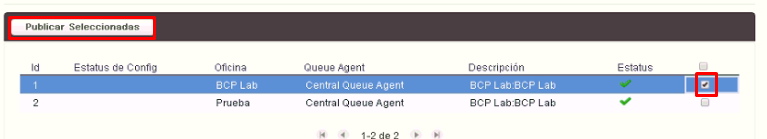 Publicar Seleccionadas
Id Estatus de Config Oficina Queue Agent Descripción Estatus
1 BCP Lab Central Queue Agent BCP Lab:BCP Lab
2 Prueba Central Queue Agent BCP Lab:BCP Lab
1-2 de 2